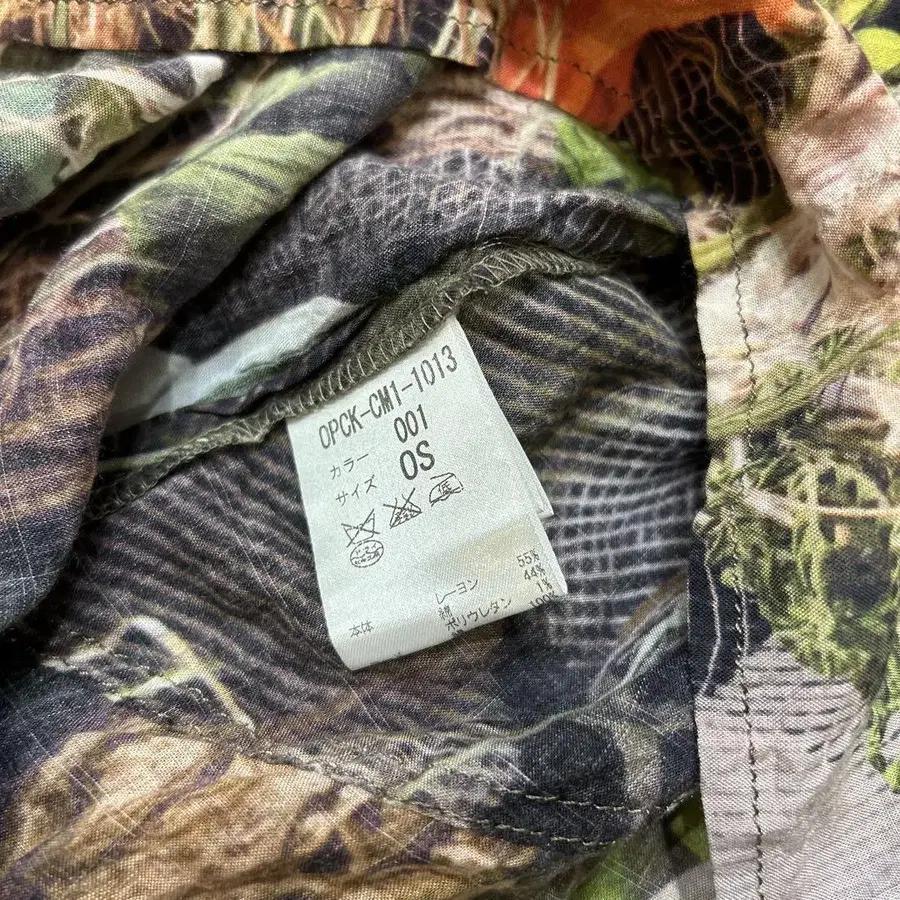 OPCK-CM1-1013
カラー 001
サイズ OS
本体 レーヨン 55%
綿 44%
ポリウレタン 1%
100%